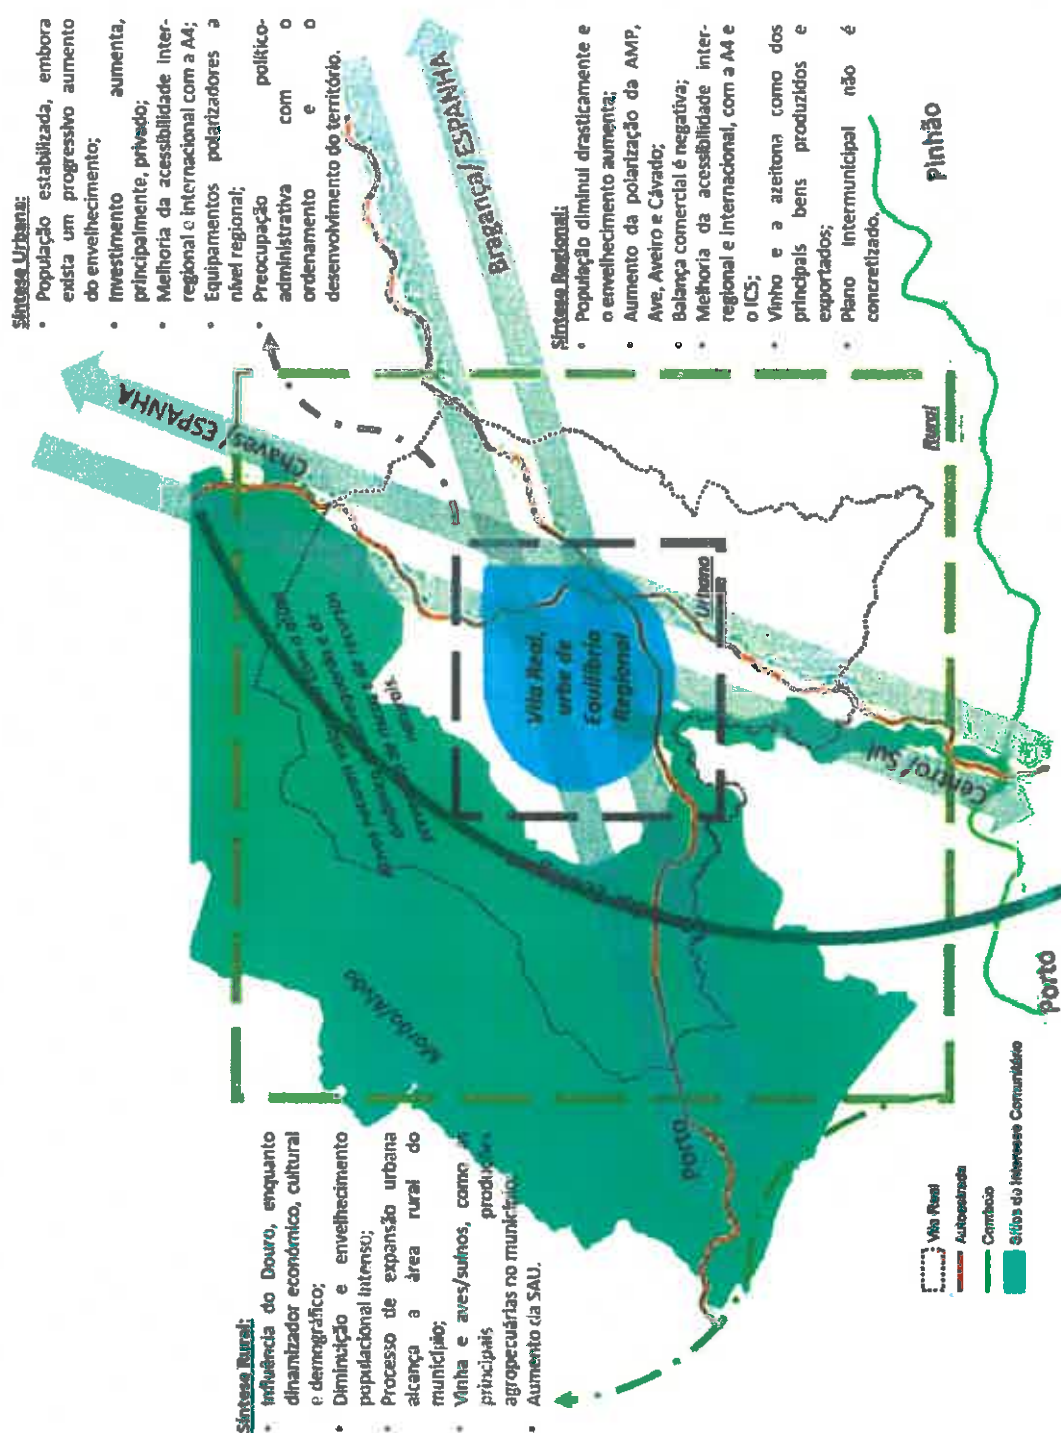 Síntese Urbana:
• População estabilizada, embora
exista um progressivo aumento
do envelhecimento;
• Investimento aumenta,
principalmente, privado;
• Melhoria da acessibilidade inter-
regional e internacional com a A4;
• Equipamentos polarizadores a
nível regional;
• Preocupação político-
administrativa com o
ordenamento e o
desenvolvimento do território.
Chaves/ ESPANHA
Bragança/ ESPANHA
Síntese Regional:
• População diminui drasticamente e
o envelhecimento aumenta;
• Aumento da polarização da AMP,
Ave, Aveiro e Cávado;
• Balança comercial é negativa;
• Melhoria da acessibilidade inter-
regional e internacional, com a A4 e
o IC5;
• Vinho e a azeitona como dos
principais bens produzidos e
exportados;
• Plano Intermunicipal não é
concretizado.
Vila Real,
urbe de
Equilíbrio
Regional
Urbano
Rural
Pinhão
Centro/ Sul
Marão/Alvão
Porto
Porto
Síntese Rural:
• Influência do Douro, enquanto
dinamizador económico, cultural
e demográfico;
• Diminuição e envelhecimento
populacional intenso;
• Processo de expansão urbana
alcança a área rural do
município;
• Vinha e aves/suínos, como as
principais produções
agropecuárias no município;
• Aumento da SAU.
Vila Real
Autoestrada
Comboio
Sítios de Interesse Comunitário